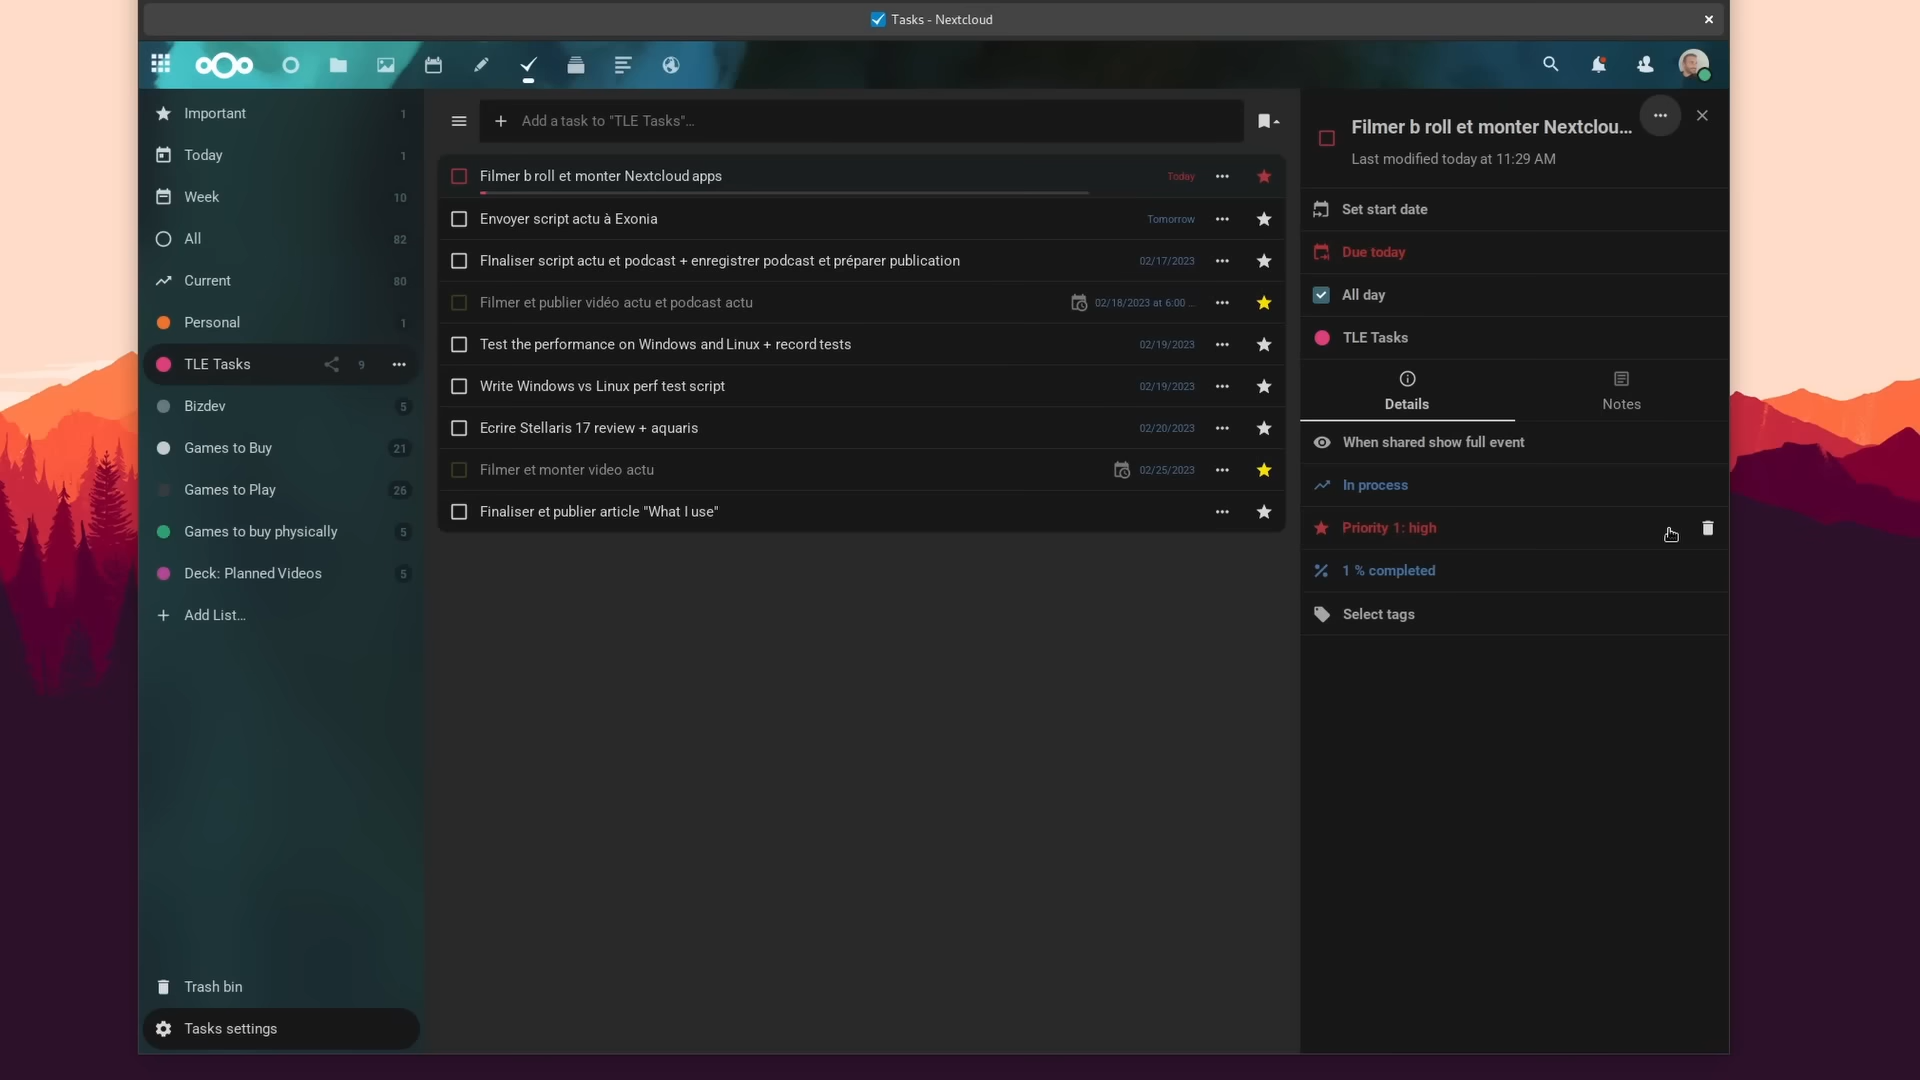 Tasks - Nextcloud
Important 1
Today 1
Week 10
All 82
Current 80
Personal 1
TLE Tasks 9
Bizdev 5
Games to Buy 21
Games to Play 26
Games to buy physically 5
Deck: Planned Videos 5
Add List...
Trash bin
Tasks settings
Add a task to "TLE Tasks"...
Filmer b roll et monter Nextcloud apps Today
Envoyer script actu à Exonia Tomorrow
FInaliser script actu et podcast + enregistrer podcast et préparer publication 02/17/2023
Filmer et publier vidéo actu et podcast actu 02/18/2023 at 6:00 ...
Test the performance on Windows and Linux + record tests 02/19/2023
Write Windows vs Linux perf test script 02/19/2023
Ecrire Stellaris 17 review + aquaris 02/20/2023
Filmer et monter video actu 02/25/2023
Finaliser et publier article "What I use"
Filmer b roll et monter Nextclou...
Last modified today at 11:29 AM
Set start date
Due today
All day
TLE Tasks
Details Notes
When shared show full event
In process
Priority 1: high
1 % completed
Select tags